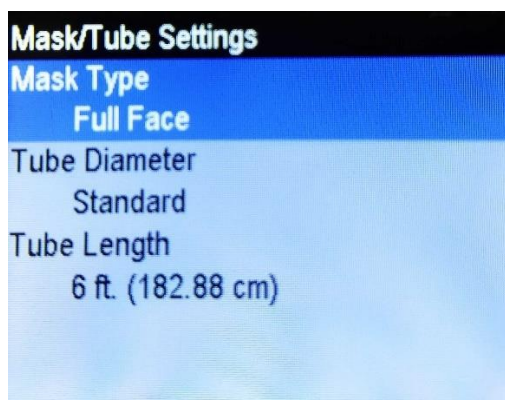 Mask/Tube Settings
Mask Type
Full Face
Tube Diameter
Standard
Tube Length
6 ft. (182.88 cm)